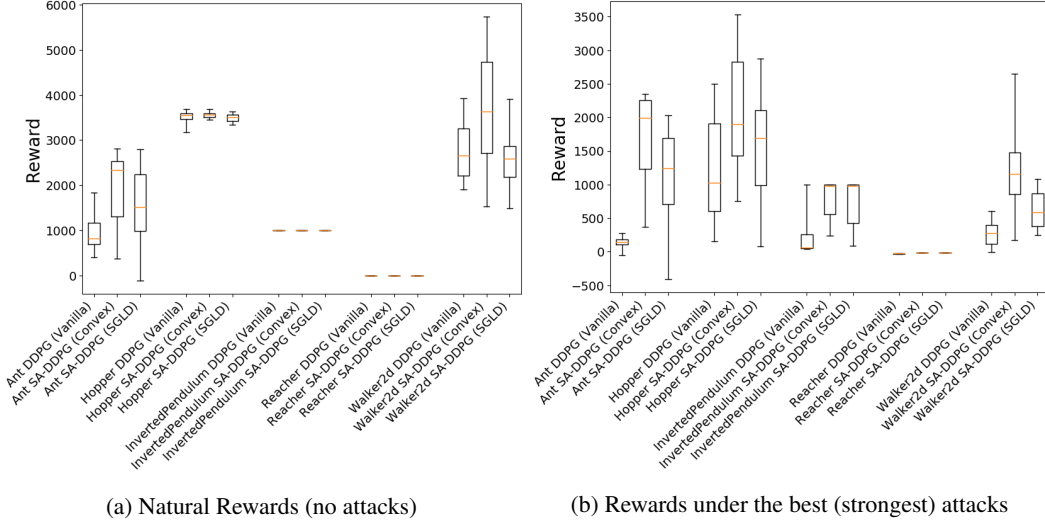 6000
5000
4000
3000
2000
1000
0
Reward
Ant DDPG (Vanilla)
Ant SA-DDPG (Convex)
Ant SA-DDPG (SGLD)
Hopper DDPG (Vanilla)
Hopper SA-DDPG (Convex)
Hopper SA-DDPG (SGLD)
InvertedPendulum DDPG (Vanilla)
InvertedPendulum SA-DDPG (Convex)
InvertedPendulum SA-DDPG (SGLD)
Reacher DDPG (Vanilla)
Reacher SA-DDPG (Convex)
Reacher SA-DDPG (SGLD)
Walker2d DDPG (Vanilla)
Walker2d SA-DDPG (Convex)
Walker2d SA-DDPG (SGLD)
(a) Natural Rewards (no attacks)
3500
3000
2500
2000
1500
1000
500
0
−500
Reward
Ant DDPG (Vanilla)
Ant SA-DDPG (Convex)
Ant SA-DDPG (SGLD)
Hopper DDPG (Vanilla)
Hopper SA-DDPG (Convex)
Hopper SA-DDPG (SGLD)
InvertedPendulum DDPG (Vanilla)
InvertedPendulum SA-DDPG (Convex)
InvertedPendulum SA-DDPG (SGLD)
Reacher DDPG (Vanilla)
Reacher SA-DDPG (Convex)
Reacher SA-DDPG (SGLD)
Walker2d DDPG (Vanilla)
Walker2d SA-DDPG (Convex)
Walker2d SA-DDPG (SGLD)
(b) Rewards under the best (strongest) attacks